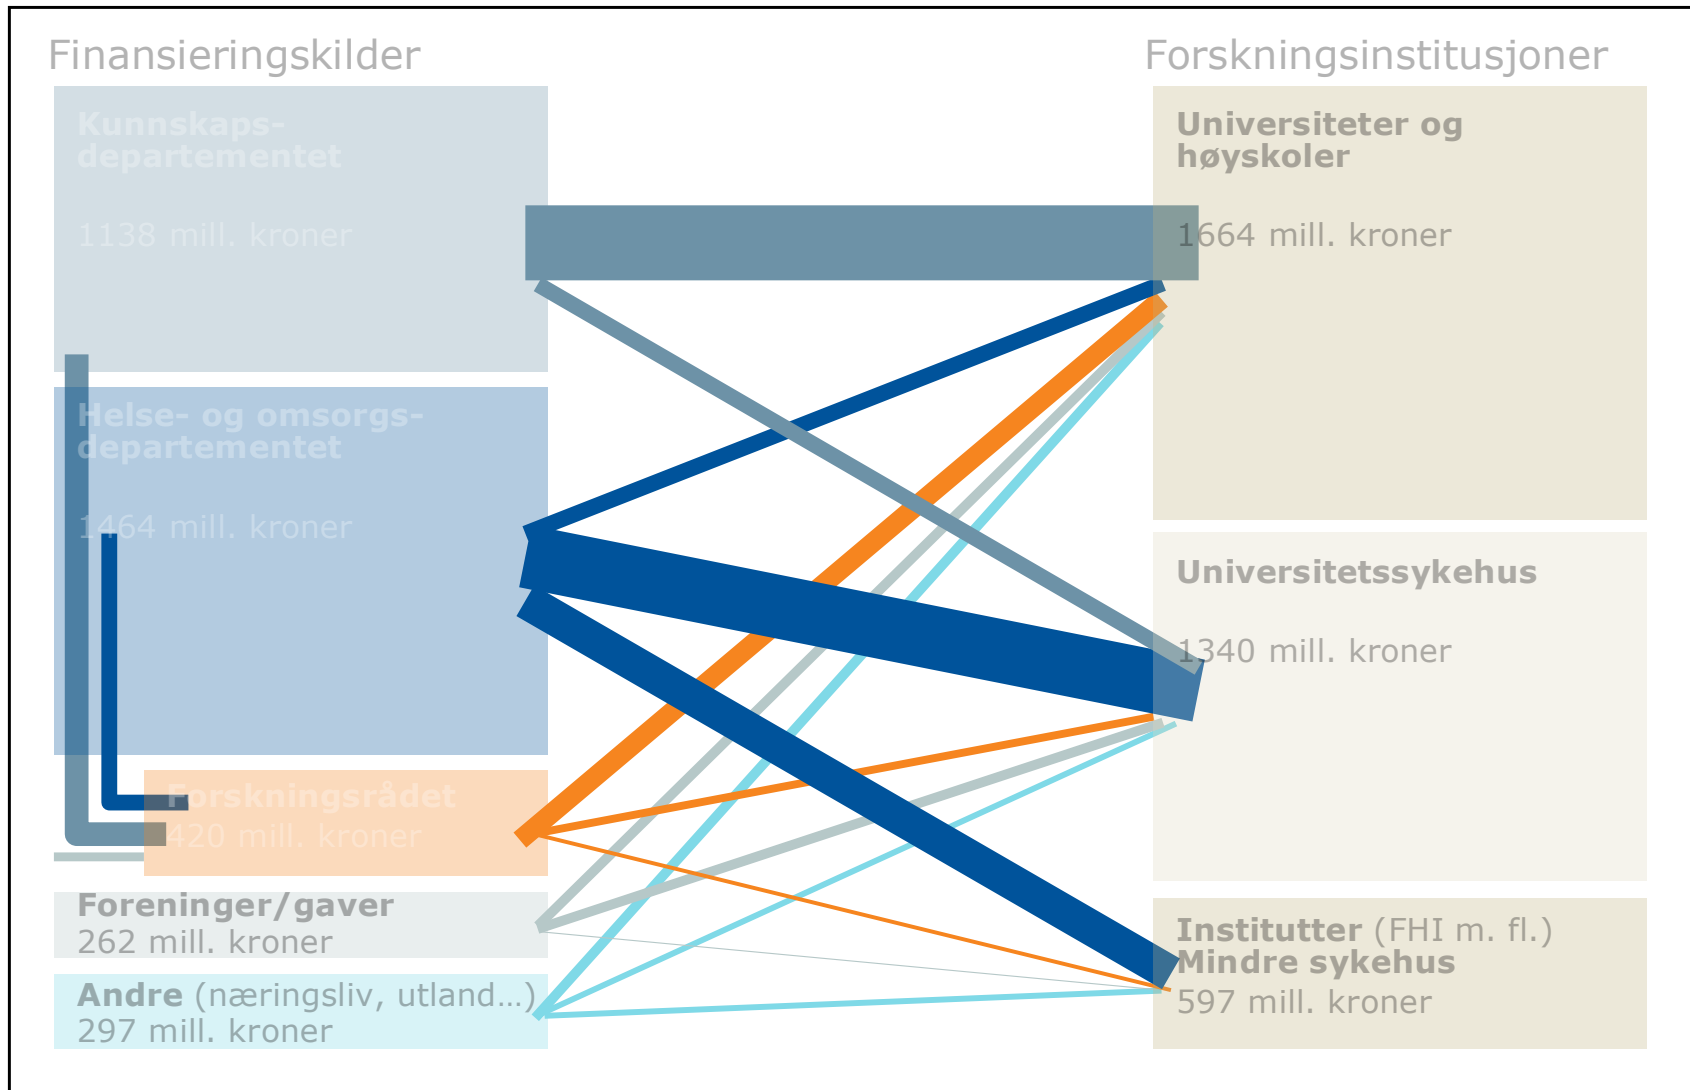 Finansieringskilder
Kunnskaps-
departementet
1138 mill. kroner
Helse- og omsorgs-
departementet
1464 mill. kroner
Forskningsrådet
420 mill. kroner
Foreninger/gaver
262 mill. kroner
Andre (næringsliv, utland...)
297 mill. kroner
Forskningsinstitusjoner
Universiteter og
høyskoler
1664 mill. kroner
Universitetssykehus
1340 mill. kroner
Institutter (FHI m. fl.)
Mindre sykehus
597 mill. kroner